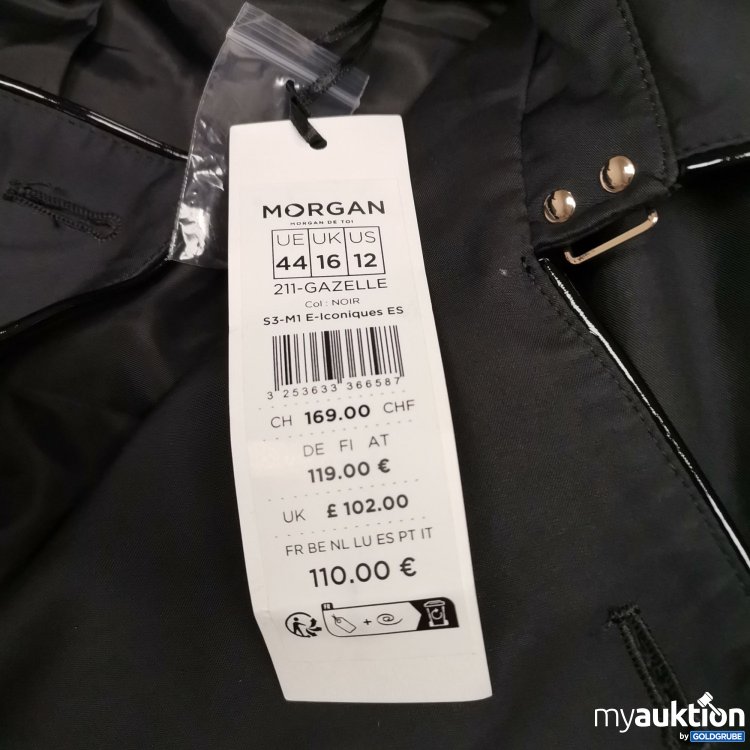 MORGAN
MORGAN DE TOI
UE UK US
44 16 12
211-GAZELLE
Col : NOIR
S3-M1 E-Iconiques ES
3 253633 366587
CH 169.00 CHF
DE FI AT
119.00 €
UK £ 102.00
FR BE NL LU ES PT IT
110.00 €
+
myauktion
by GOLDGRUBE